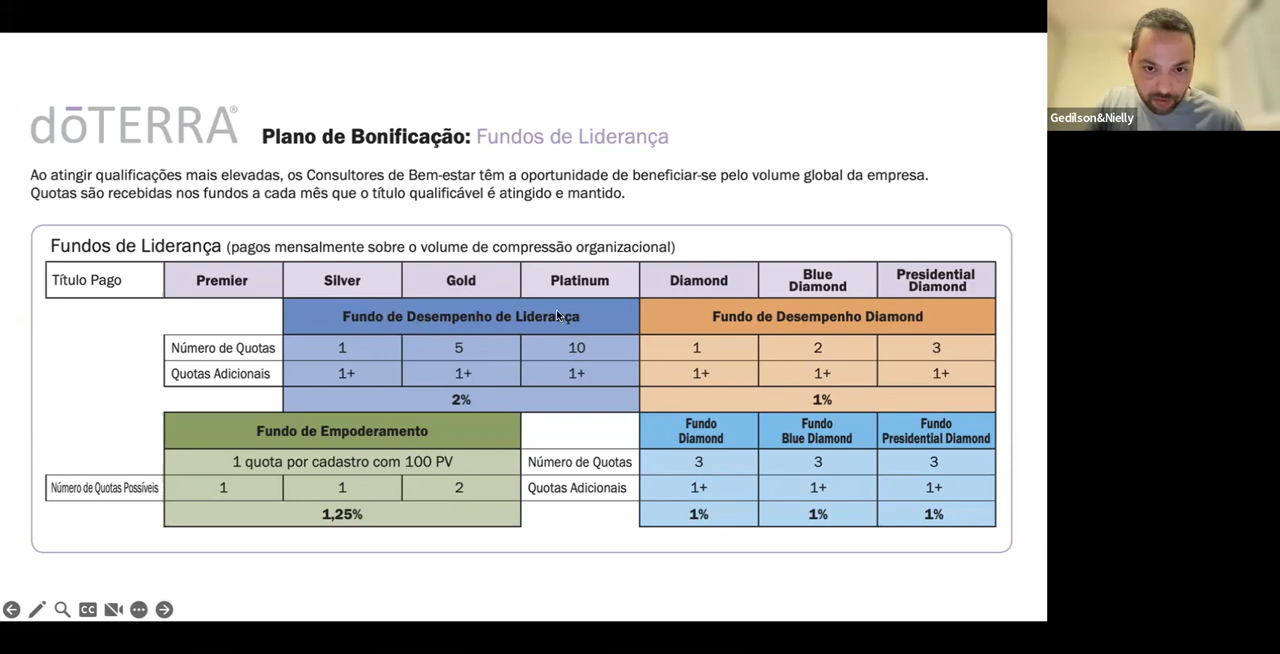 dōTERRA®
Plano de Bonificação: Fundos de Liderança
Ao atingir qualificações mais elevadas, os Consultores de Bem-estar têm a oportunidade de beneficiar-se pelo volume global da empresa.
Quotas são recebidas nos fundos a cada mês que o título qualificável é atingido e mantido.
Fundos de Liderança (pagos mensalmente sobre o volume de compressão organizacional)
Título Pago Premier Silver Gold Platinum Diamond Blue Diamond Presidential Diamond
Fundo de Desempenho de Liderança Fundo de Desempenho Diamond
Número de Quotas 1 5 10 1 2 3
Quotas Adicionais 1+ 1+ 1+ 1+ 1+ 1+
2% 1%
Fundo de Empoderamento Fundo Diamond Fundo Blue Diamond Fundo Presidential Diamond
1 quota por cadastro com 100 PV Número de Quotas 3 3 3
Número de Quotas Possíveis 1 1 2 Quotas Adicionais 1+ 1+ 1+
1,25% 1% 1% 1%
CC
Gedilson&Nielly